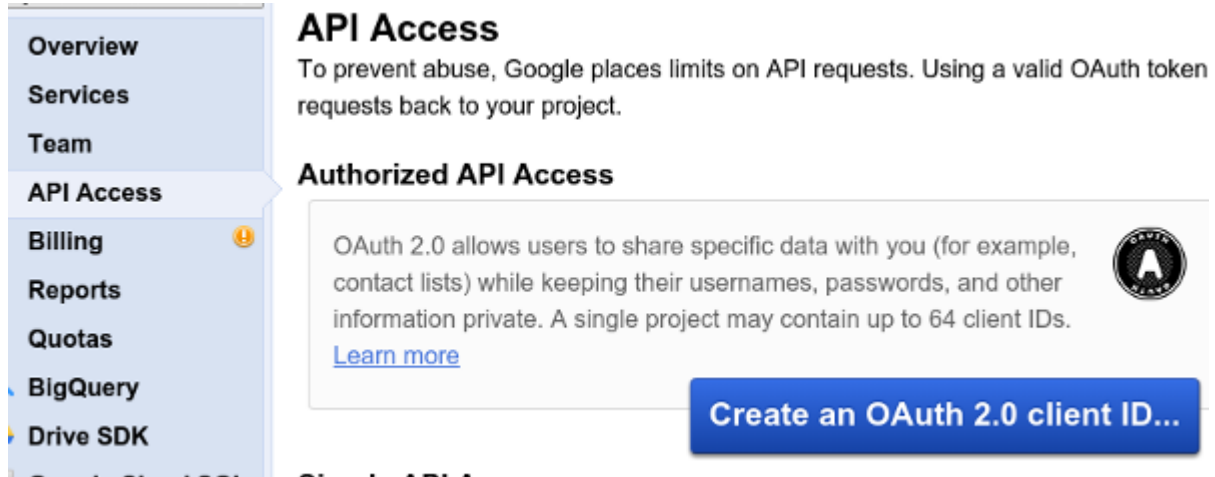 Overview
Services
Team
API Access
Billing
Reports
Quotas
BigQuery
Drive SDK
API Access
To prevent abuse, Google places limits on API requests. Using a valid OAuth token
requests back to your project.
Authorized API Access
OAuth 2.0 allows users to share specific data with you (for example,
contact lists) while keeping their usernames, passwords, and other
information private. A single project may contain up to 64 client IDs.
Learn more
OAUTH
A
Create an OAuth 2.0 client ID...